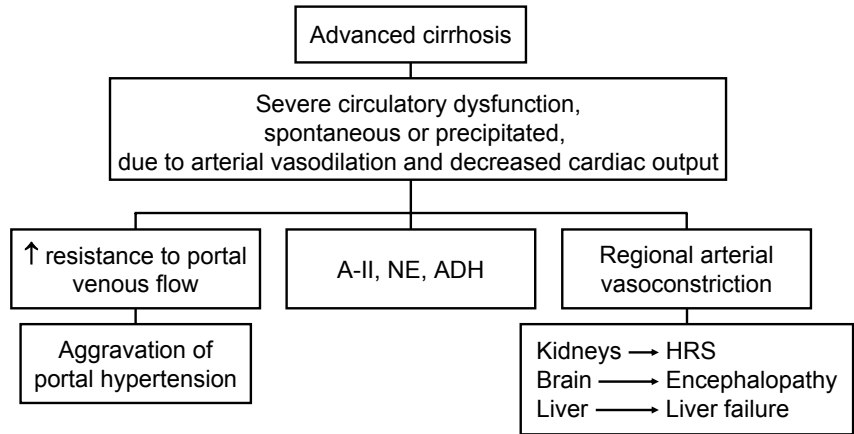 Advanced cirrhosis
Severe circulatory dysfunction,
spontaneous or precipitated,
due to arterial vasodilation and decreased cardiac output
↑ resistance to portal
venous flow
A-II, NE, ADH
Regional arterial
vasoconstriction
Aggravation of
portal hypertension
Kidneys → HRS
Brain → Encephalopathy
Liver → Liver failure